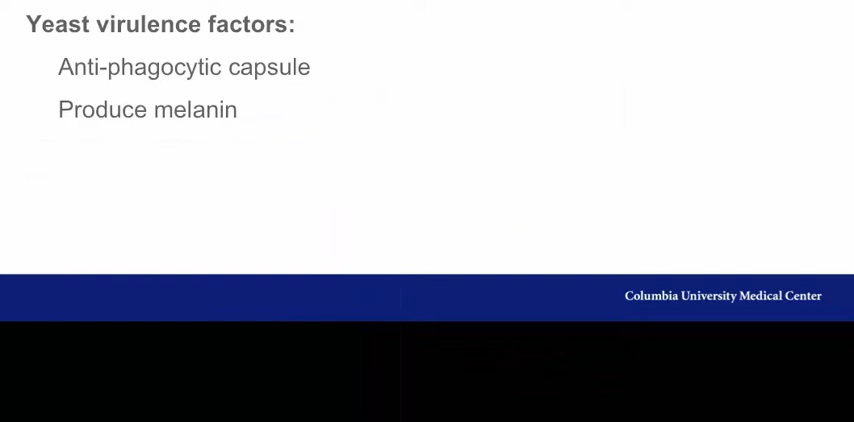 Yeast virulence factors:
Anti-phagocytic capsule
Produce melanin
Columbia University Medical Center